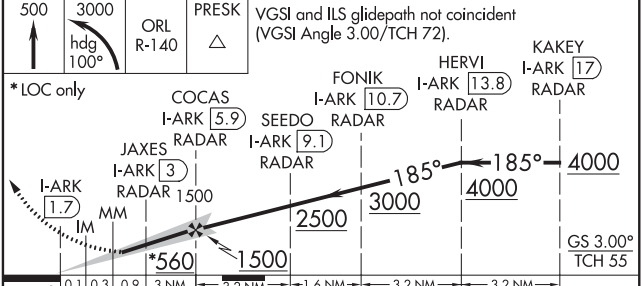 500
3000
hdg
100°
ORL
R-140
PRESK
VGSI and ILS glidepath not coincident
(VGSI Angle 3.00/TCH 72).
* LOC only
KAKEY
I-ARK 17
RADAR
HERVI
I-ARK 13.8
RADAR
FONIK
I-ARK 10.7
RADAR
SEEDO
I-ARK 9.1
RADAR
COCAS
I-ARK 5.9
RADAR
1500
JAXES
I-ARK 3
RADAR
I-ARK
1.7
IM
MM
185°
185°
4000
4000
3000
2500
1500
*560
GS 3.00°
TCH 55
0.1 0.3 0.9 3 NM 3.2 NM 1.6 NM 3.2 NM 3.2 NM